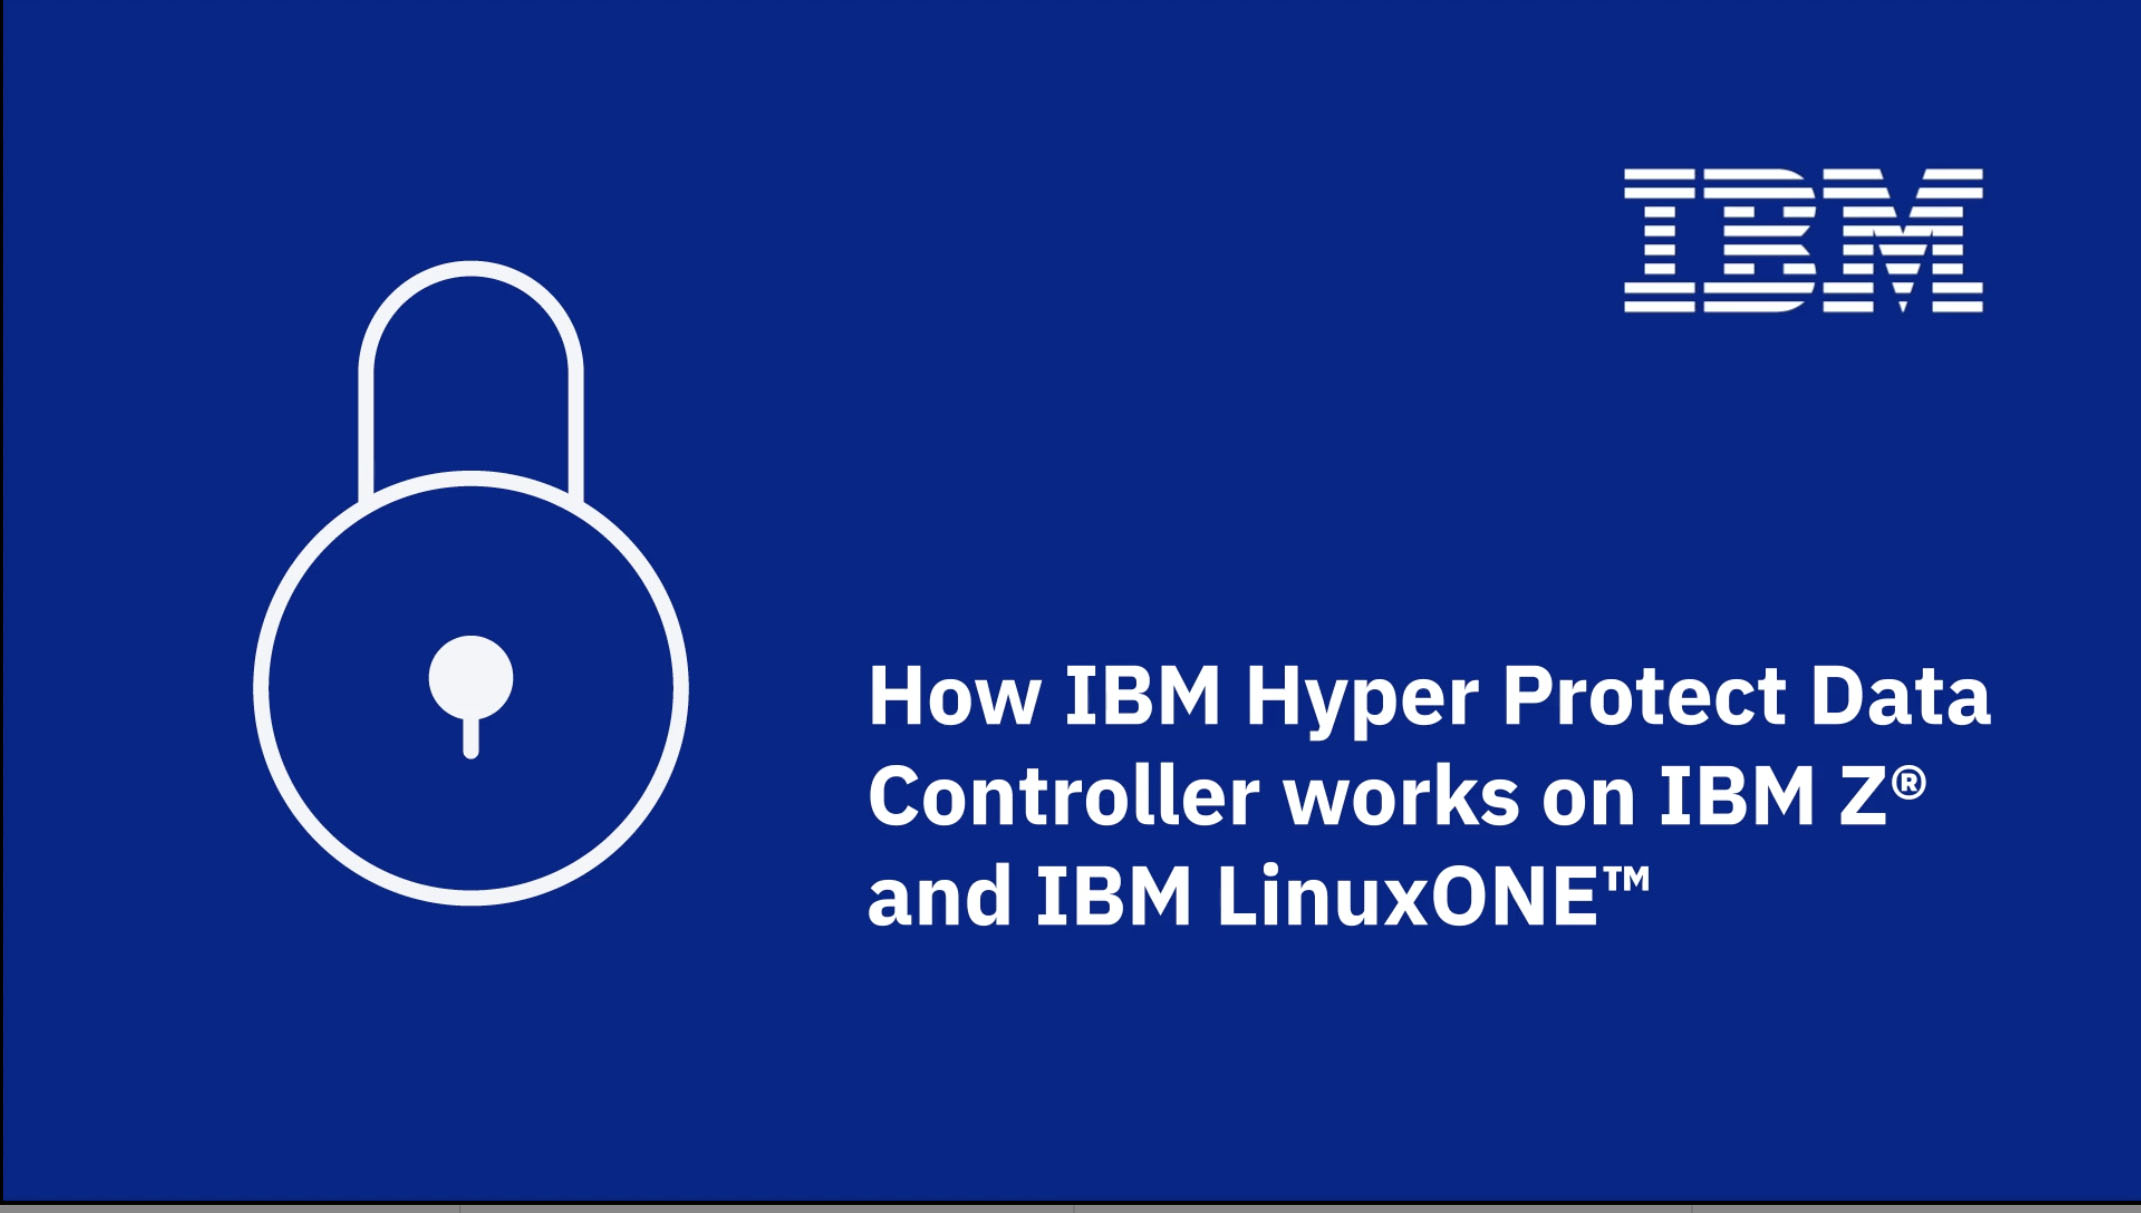 IBM
How IBM Hyper Protect Data
Controller works on IBM Z®
and IBM LinuxONE™